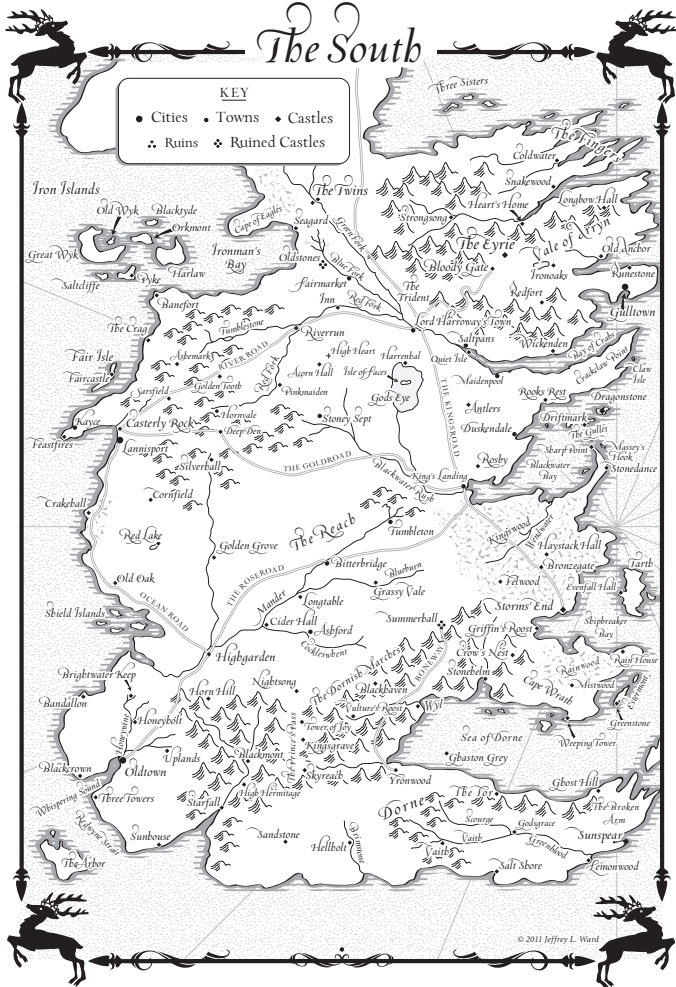 The South
KEY
Cities
Towns
Castles
Ruins
Ruined Castles
Three Sisters
The Fingers
Coldwater
Snakewood
Iron Islands
The Twins
Heart's Home
Longbow Hall
Old Wyk
Blacktyde
Orkmont
Cape of Eagles
Seagard
Green Fork
Strongsong
The Eyrie
Vale of Arryn
Great Wyk
Ironman's
Bay
Oldstones
Blue Fork
Bloody Gate
Old Anchor
Ironoaks
Runestone
Saltcliffe
Pyke
Harlaw
Fairmarket
The
Trident
Redfort
Gulltown
Banefort
Inn
Red Fork
Lord Harroway's Town
The Crag
Tumblestone
Riverrun
Saltpans
Wickenden
Bay of Crabs
Fair Isle
Faircastle
Ashemark
RIVER ROAD
High Heart
Harrenhal
Quiet Isle
Crackclaw Point
Claw
Isle
Acorn Hall
Isle of faces
Golden Tooth
Red Fork
Pinkmaiden
Gods Eye
Maidenpool
Rooks Rest
Dragonstone
Sarsfield
THE KINGSROAD
Antlers
Kayce
Casterly Rock
Hornvale
Stoney Sept
Driftmark
The Gullet
Feastfires
Lannisport
Deep Den
Duskendale
Sharp Point
Massey's
Hook
Silverhill
THE GOLDROAD
Rosby
Blackwater
Bay
Stonedance
Blackwater
Rush
King's Landing
Cornfield
Crakehall
Red Lake
The Reach
Tumbleton
Kingswood
Wendwater
Haystack Hall
Golden Grove
Bitterbridge
Bronzegate
Tarth
Old Oak
THE ROSEROAD
Blueburn
Grassy Vale
Felwood
Evenfall Hall
OCEAN ROAD
Mander
Longtable
Storms' End
Shield Islands
Cider Hall
Ashford
Summerhall
Griffin's Roost
Shipbreaker
Bay
Cockleswhent
Highgarden
Crow's Nest
Rainwood
Rain House
Brightwater Keep
Nightsong
The Dornish Marches
BONEWAY
Stonehelm
Mistwood
Cape Wrath
Estermont
Horn Hill
Blackhaven
Bandallon
Vulture's Roost
Wyl
Greenstone
Honeyholt
Honeywine
The Prince's Pass
Tower of Joy
Sea of Dorne
Weeping Tower
Kingsgrave
Uplands
Blackmont
Ghaston Grey
Blackcrown
Oldtown
Skyreach
Yronwood
Ghost Hill
Whispering Sound
Three Towers
Starfall
High Hermitage
Dorne
The Tor
The Broken
Arm
Redwyne Strait
Scourge
Godsgrace
Sunhouse
Sandstone
Hellholt
Brimstone
Vaith
Vaith
Greenblood
Sunspear
The Arbor
Salt Shore
Lemonwood
© 2011 Jeffrey L. Ward